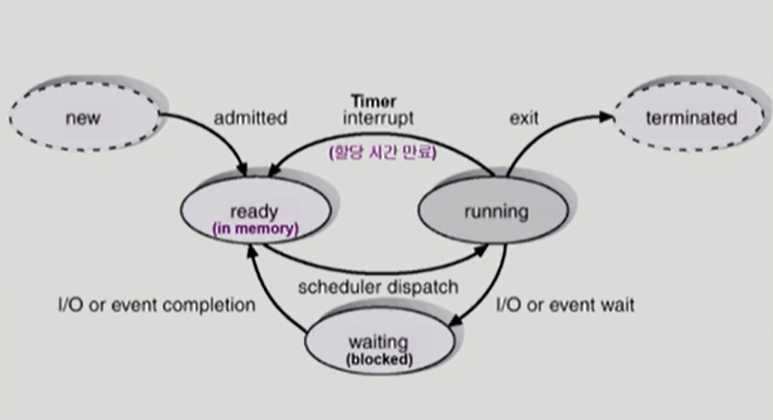 Timer
new
admitted
interrupt
exit
terminated
(할당 시간 만료)
ready
(in memory)
running
scheduler dispatch
I/O or event completion
I/O or event wait
waiting
(blocked)